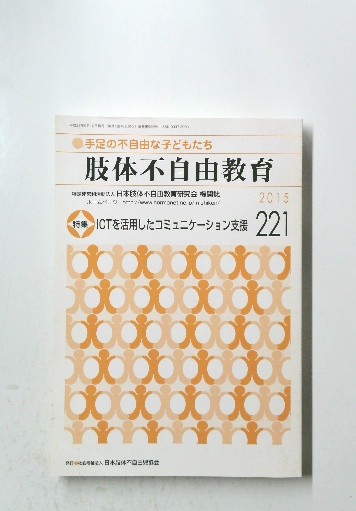 ●手足の不自由な子どもたち
肢体不自由教育
日本肢体不自由教育研究会 機関誌
2015
特集 ICTを活用したコミュニケーション支援 221
日本肢体不自由児協会